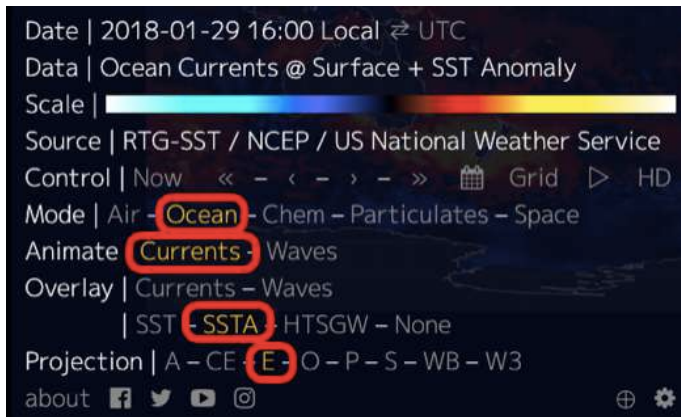 Date | 2018-01-29 16:00 Local ⇄ UTC
Data | Ocean Currents @ Surface + SST Anomaly
Scale |
Source | RTG-SST / NCEP / US National Weather Service
Control | Now « – ‹ – › – » Grid ▷ HD
Mode | Air – Ocean – Chem – Particulates – Space
Animate Currents – Waves
Overlay | Currents – Waves
| SST – SSTA – HTSGW – None
Projection | A – CE – E – O – P – S – WB – W3
about